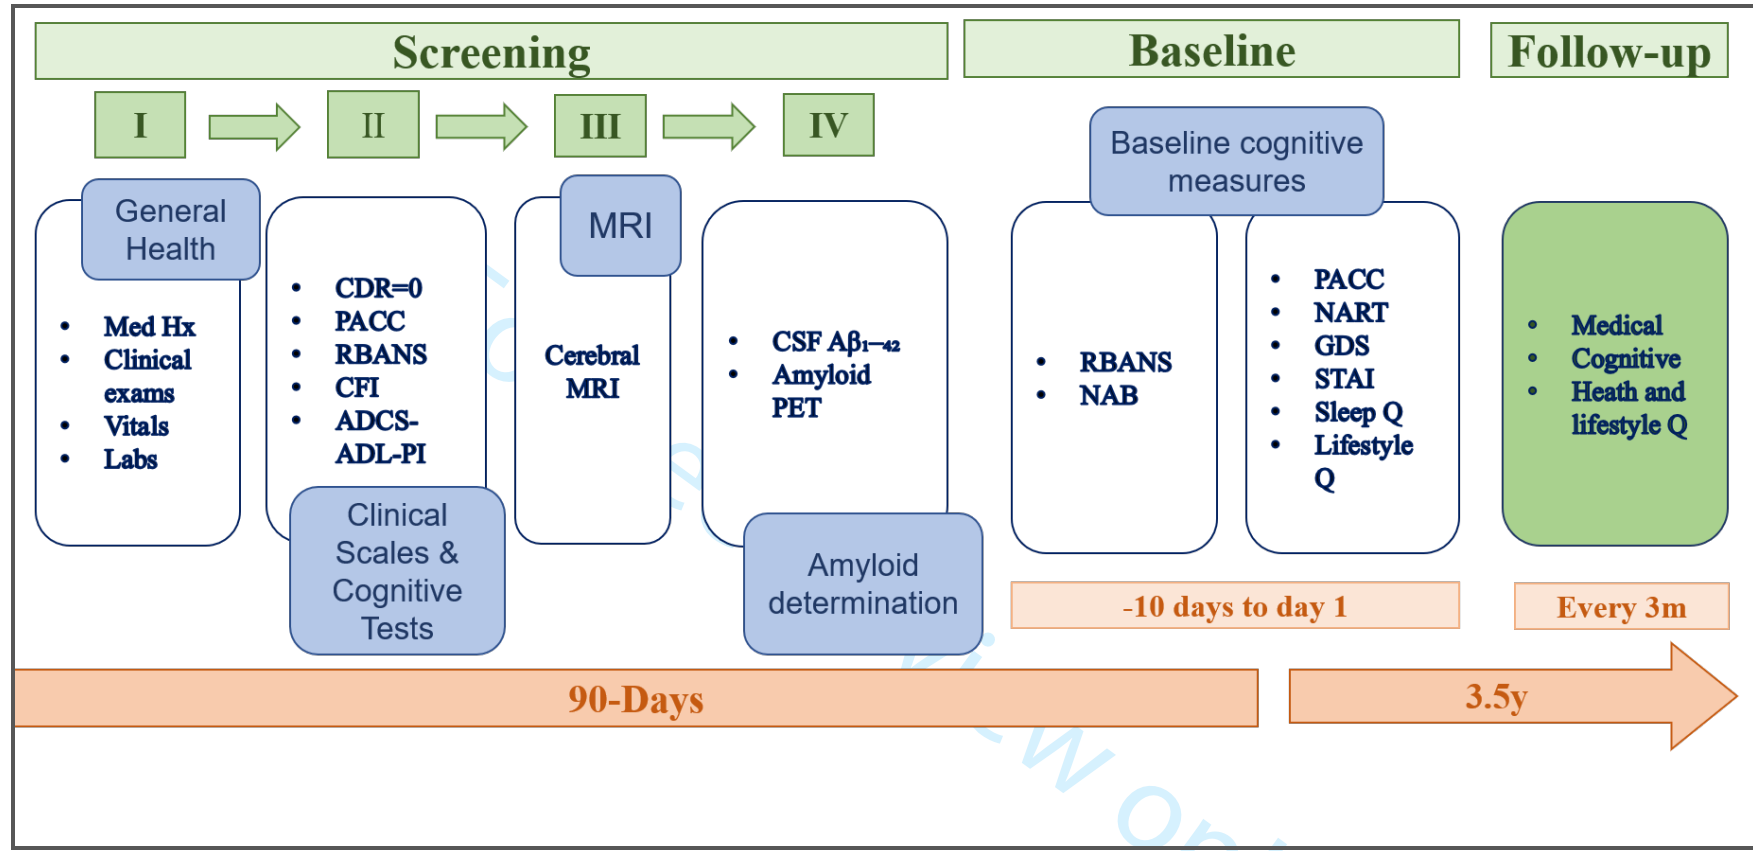 Screening
Baseline
Follow-up
I
II
III
IV
General
Health
• Med Hx
• Clinical
exams
• Vitals
• Labs
• CDR=0
• PACC
• RBANS
• CFI
• ADCS-
ADL-PI
Clinical
Scales &
Cognitive
Tests
MRI
Cerebral
MRI
• CSF Aβ₁₋₄₂
• Amyloid
PET
Amyloid
determination
Baseline cognitive
measures
• RBANS
• NAB
• PACC
• NART
• GDS
• STAI
• Sleep Q
• Lifestyle
Q
• Medical
• Cognitive
• Heath and
lifestyle Q
-10 days to day 1
Every 3m
90-Days
3.5y